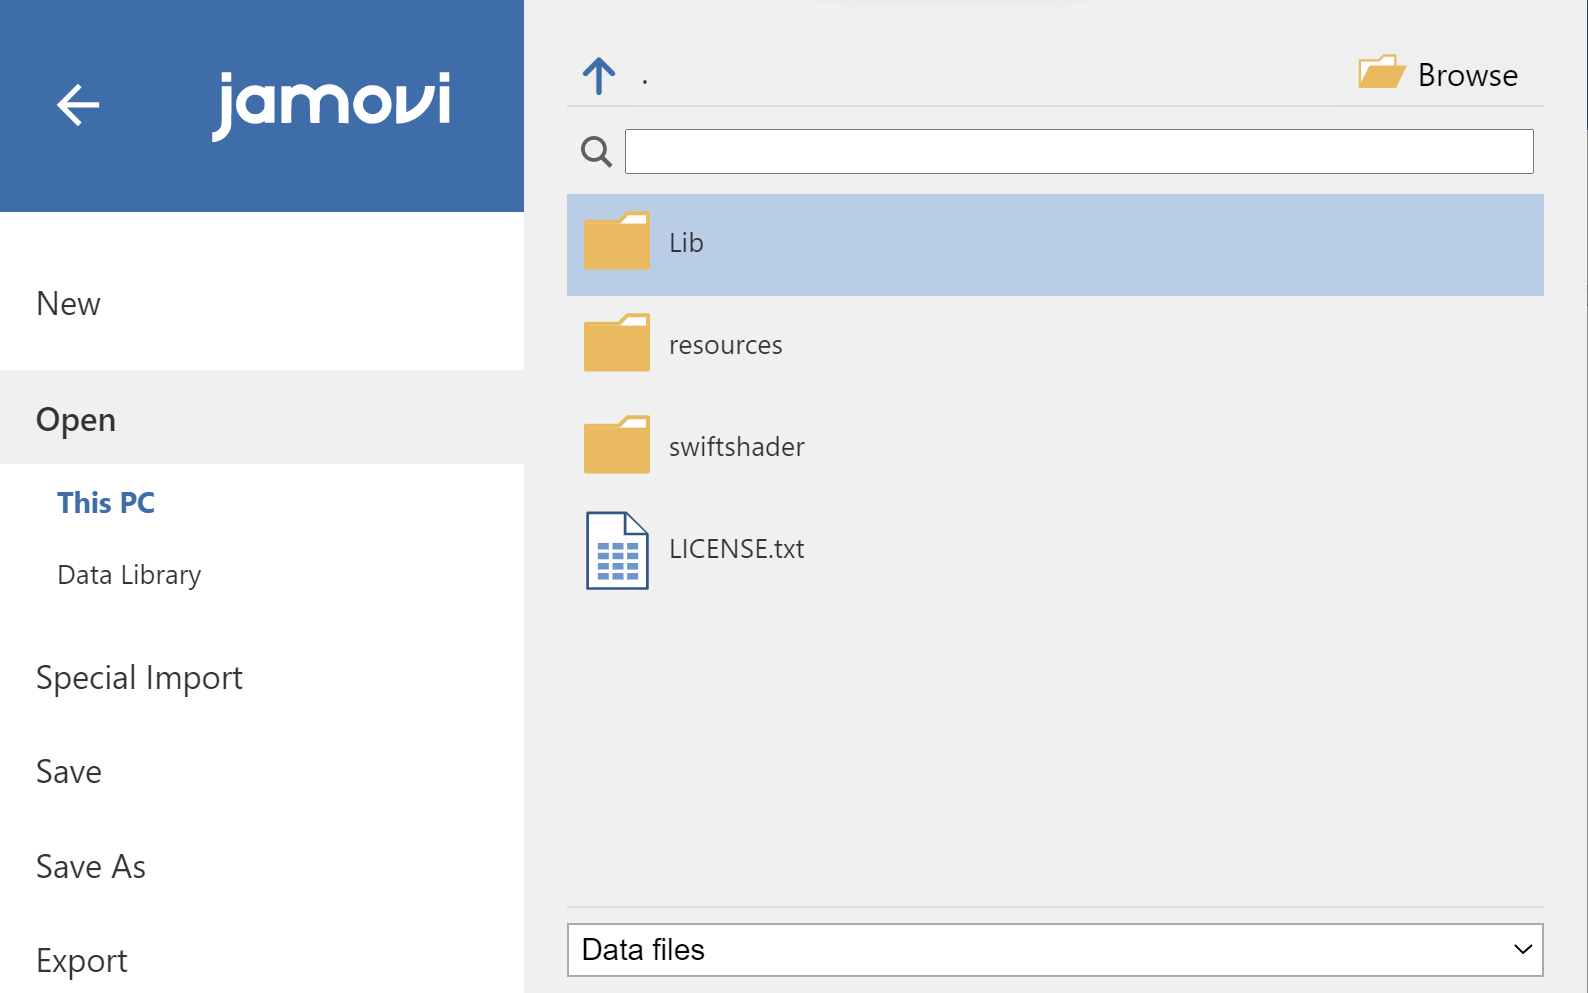 jamovi
New
Open
This PC
Data Library
Special Import
Save
Save As
Export
.
Browse
Lib
resources
swiftshader
LICENSE.txt
Data files